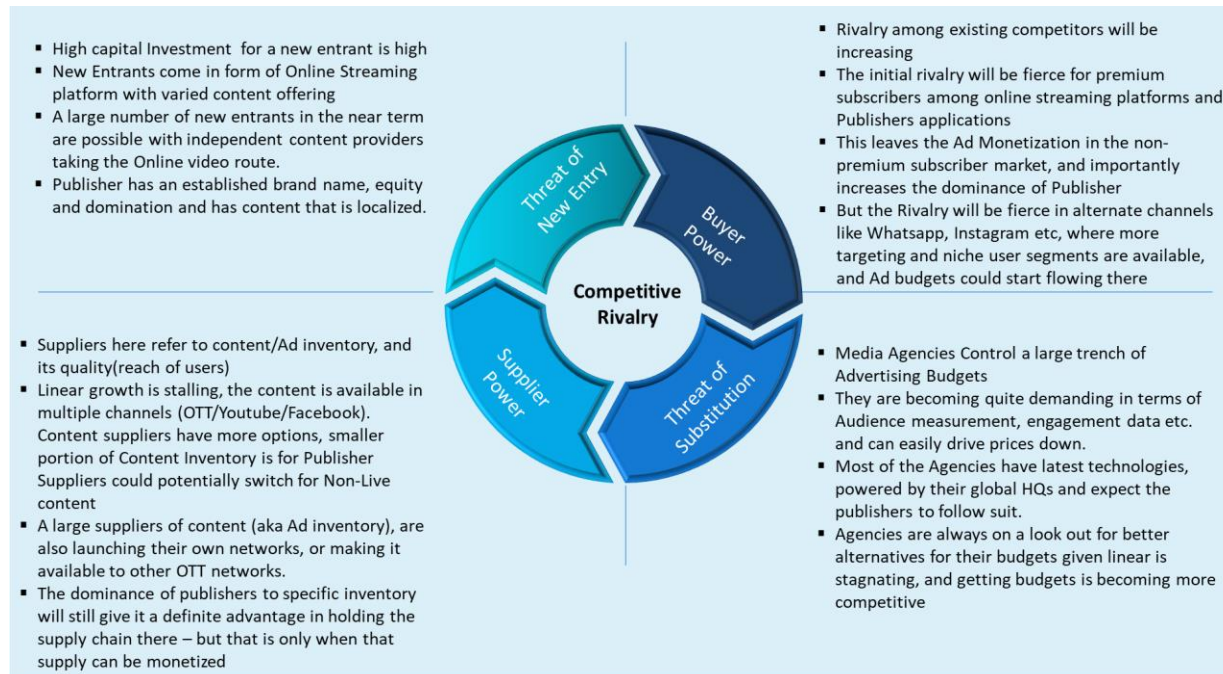 ▪ High capital Investment for a new entrant is high
▪ New Entrants come in form of Online Streaming
platform with varied content offering
▪ A large number of new entrants in the near term
are possible with independent content providers
taking the Online video route.
▪ Publisher has an established brand name, equity
and domination and has content that is localized.
▪ Rivalry among existing competitors will be
increasing
▪ The initial rivalry will be fierce for premium
subscribers among online streaming platforms and
Publishers applications
▪ This leaves the Ad Monetization in the non-
premium subscriber market, and importantly
increases the dominance of Publisher
▪ But the Rivalry will be fierce in alternate channels
like Whatsapp, Instagram etc, where more
targeting and niche user segments are available,
and Ad budgets could start flowing there
Threat of
New Entry
Buyer
Power
Competitive
Rivalry
Supplier
Power
Threat of
Substitution
▪ Suppliers here refer to content/Ad inventory, and
its quality(reach of users)
▪ Linear growth is stalling, the content is available in
multiple channels (OTT/Youtube/Facebook).
Content suppliers have more options, smaller
portion of Content Inventory is for Publisher
Suppliers could potentially switch for Non-Live
content
▪ A large suppliers of content (aka Ad inventory), are
also launching their own networks, or making it
available to other OTT networks.
▪ The dominance of publishers to specific inventory
will still give it a definite advantage in holding the
supply chain there – but that is only when that
supply can be monetized
▪ Media Agencies Control a large trench of
Advertising Budgets
▪ They are becoming quite demanding in terms of
Audience measurement, engagement data etc.
and can easily drive prices down.
▪ Most of the Agencies have latest technologies,
powered by their global HQs and expect the
publishers to follow suit.
▪ Agencies are always on a look out for better
alternatives for their budgets given linear is
stagnating, and getting budgets is becoming more
competitive